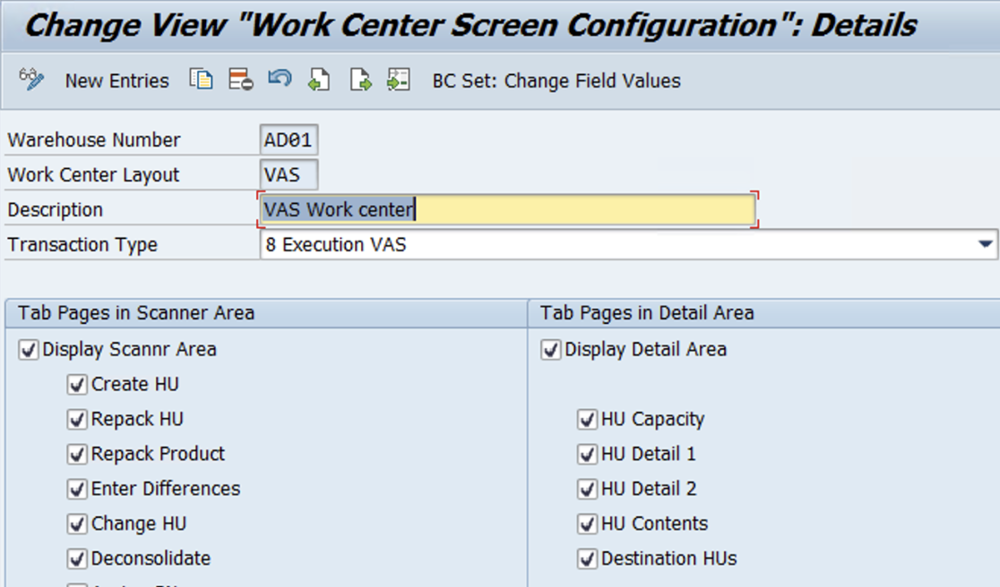 Change View "Work Center Screen Configuration": Details
New Entries BC Set: Change Field Values
Warehouse Number AD01
Work Center Layout VAS
Description VAS Work center
Transaction Type 8 Execution VAS
Tab Pages in Scanner Area Tab Pages in Detail Area
Display Scannr Area Display Detail Area
Create HU
Repack HU HU Capacity
Repack Product HU Detail 1
Enter Differences HU Detail 2
Change HU HU Contents
Deconsolidate Destination HUs